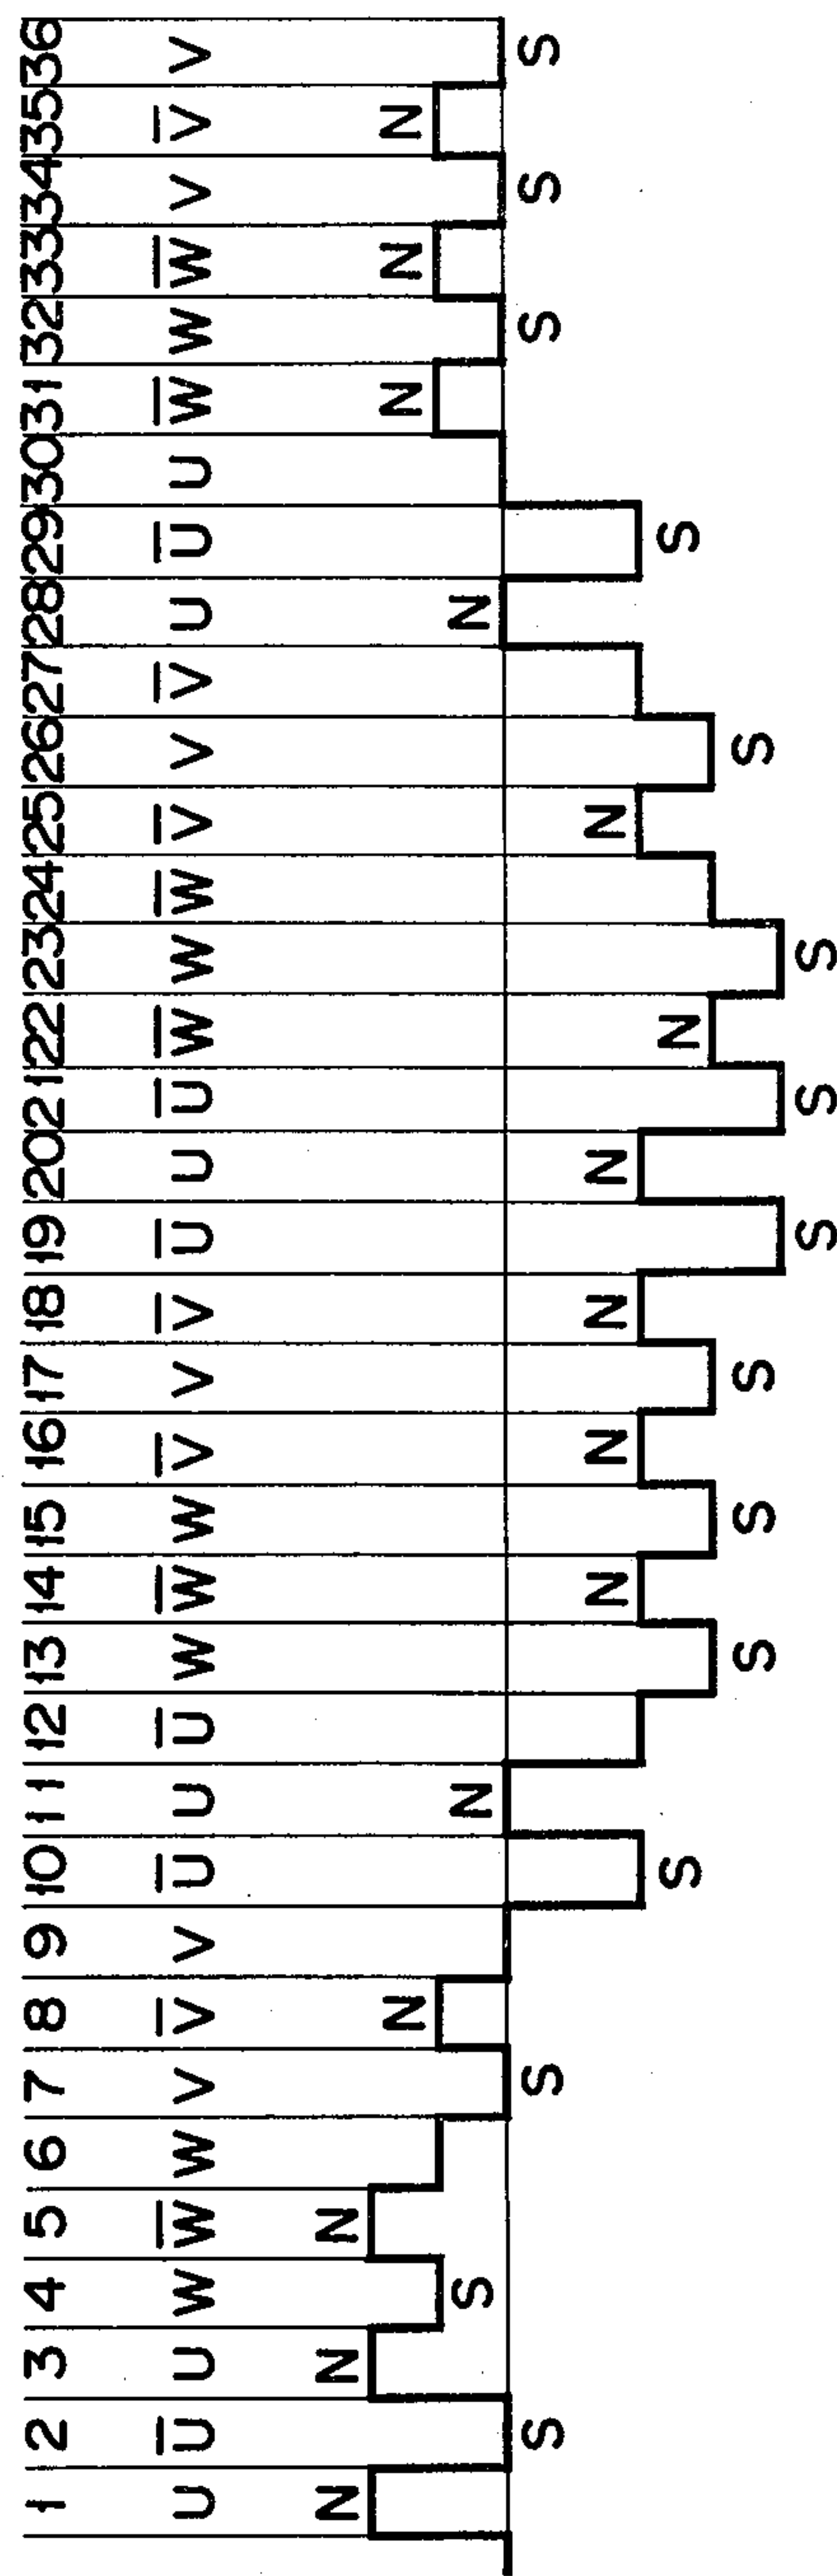 1 2 3 4 5 6 7 8 9 10 11 12 13 14 15 16 17 18 19 20 21 22 23 24 25 26 27 28 29 30 31 32 33 34 35 36
U U̅ U W W̅ W V V̅ V U̅ U U̅ W W̅ W V̅ V V̅ U̅ U U̅ W̅ W W̅ V̅ V V̅ U U̅ U W̅ W W̅ V V̅ V
N S N S N S N S N S N S N S N S N S N S N S N S N S N S N S